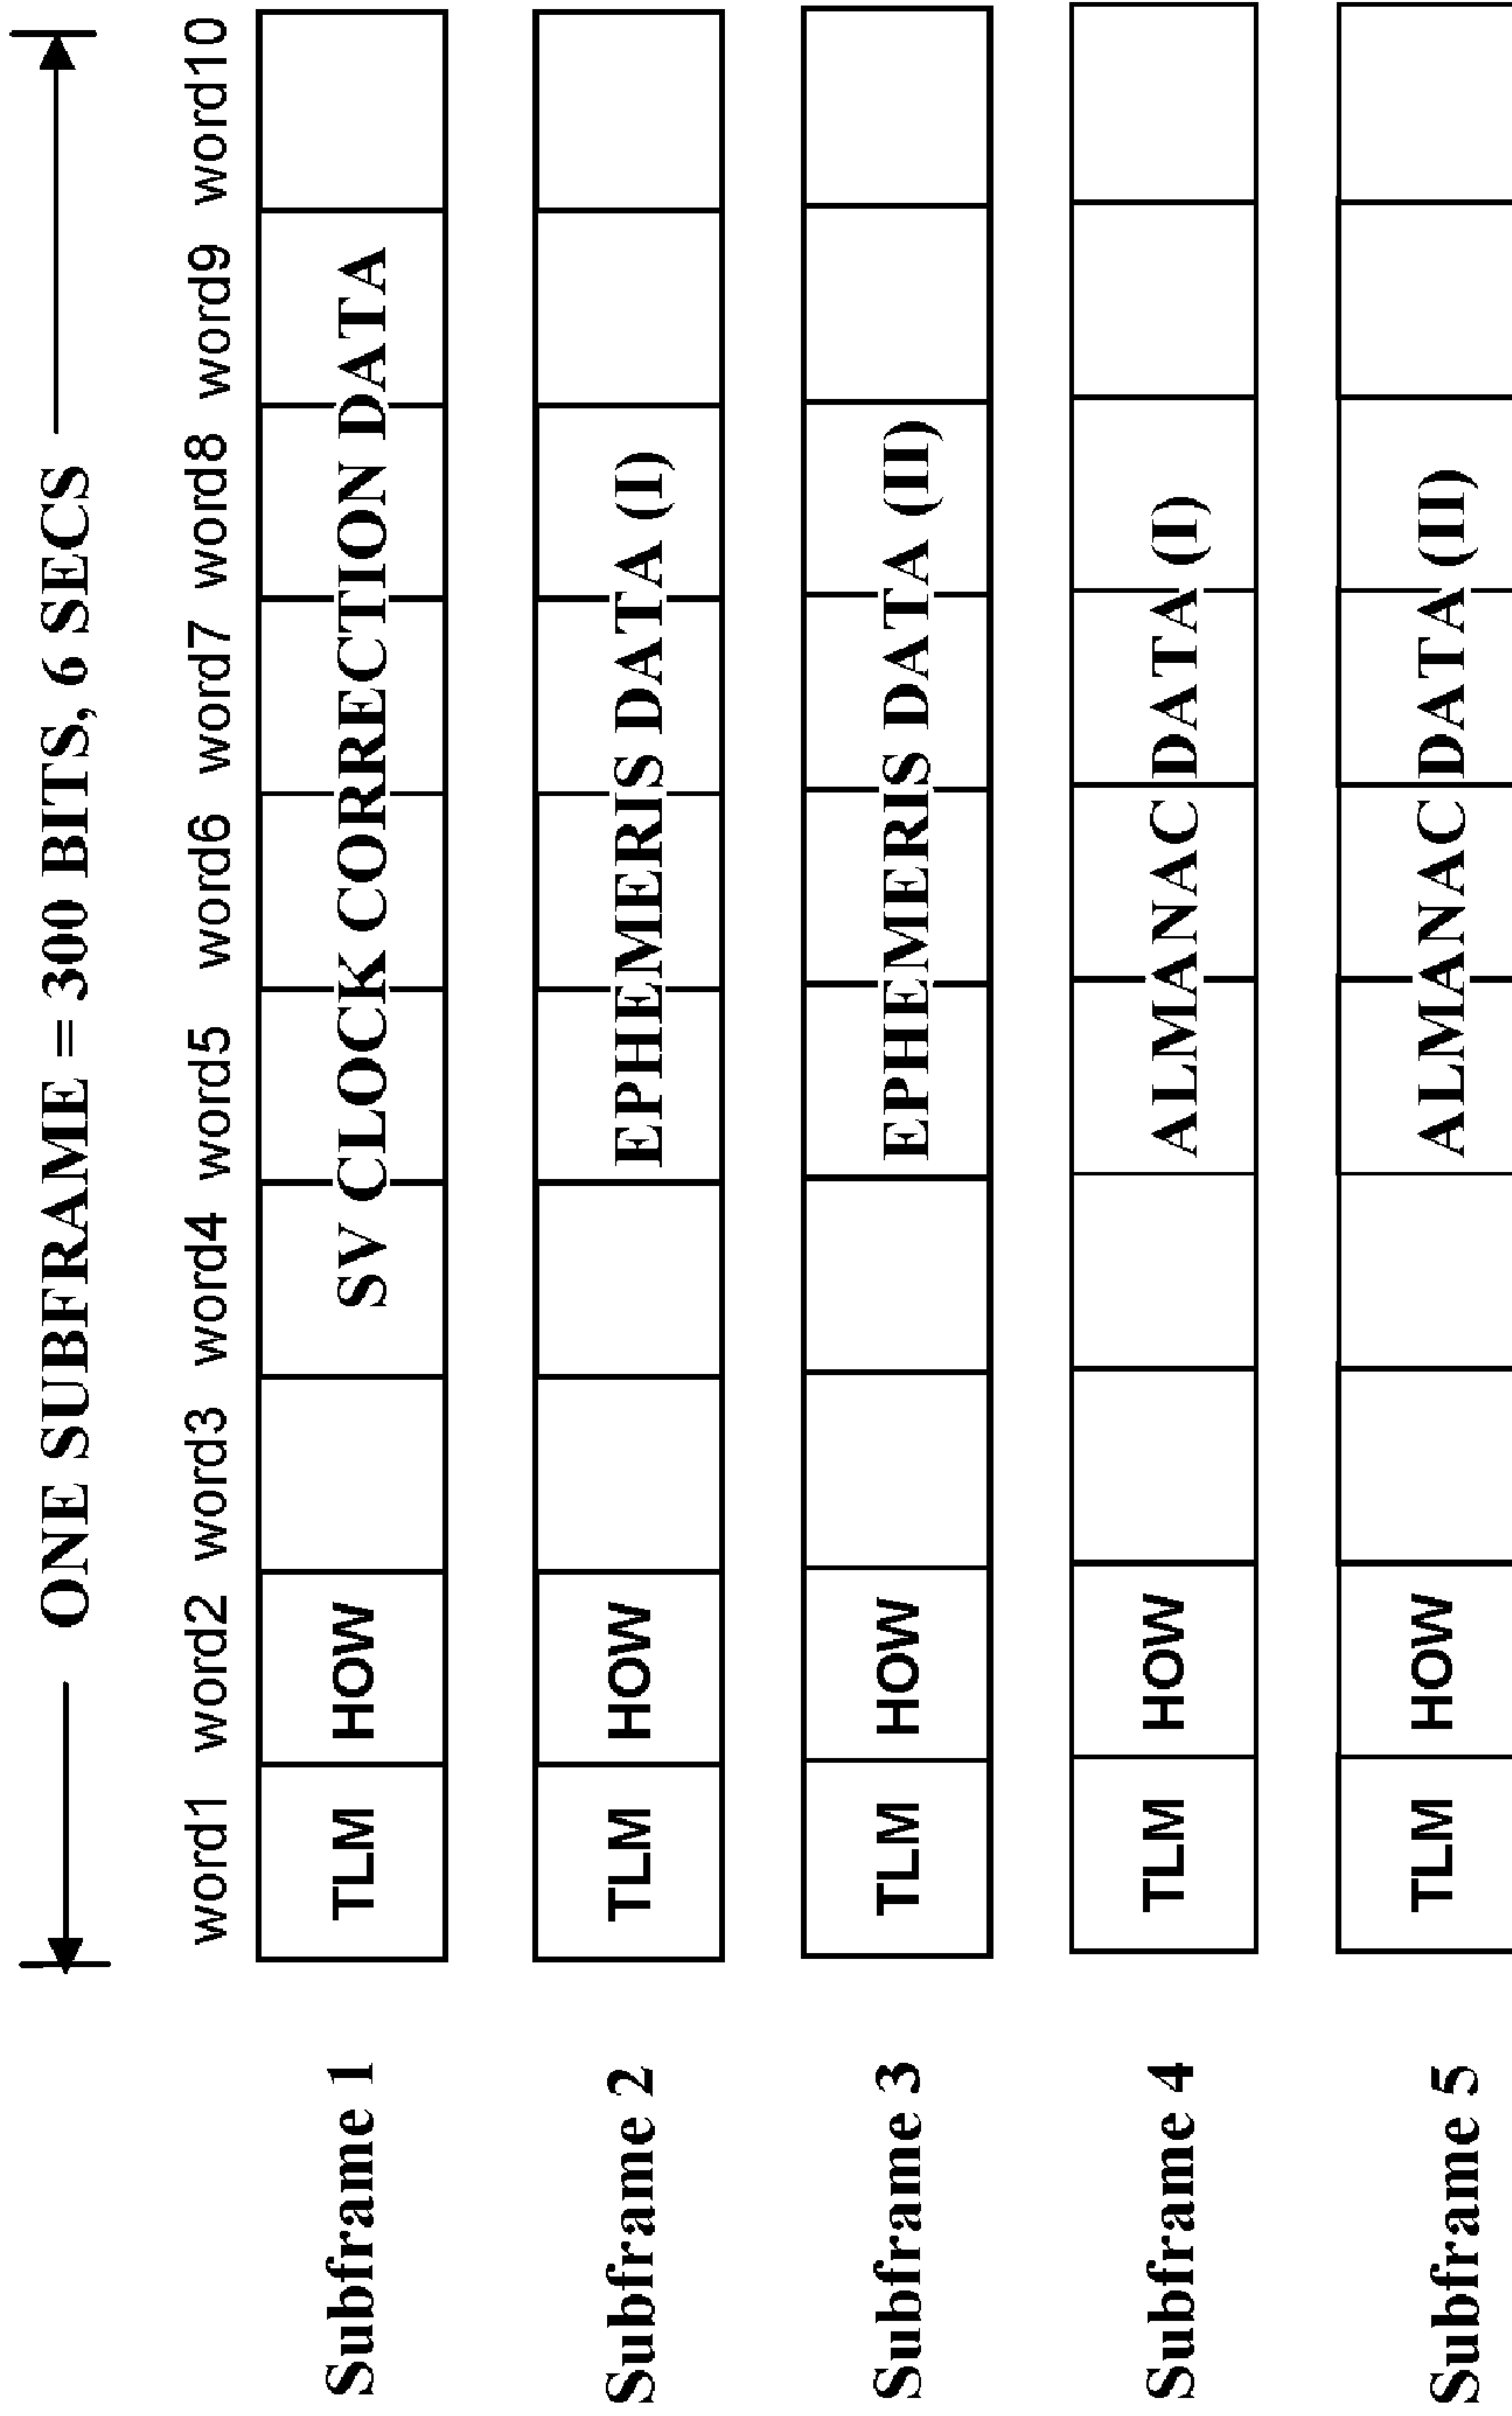 ONE SUBFRAME = 300 BITS, 6 SECS
word1 word2 word3 word4 word5 word6 word7 word8 word9 word10
Subframe 1 TLM HOW SV CLOCK CORRECTION DATA
Subframe 2 TLM HOW EPHEMERIS DATA (I)
Subframe 3 TLM HOW EPHEMERIS DATA (II)
Subframe 4 TLM HOW ALMANAC DATA (I)
Subframe 5 TLM HOW ALMANAC DATA (II)